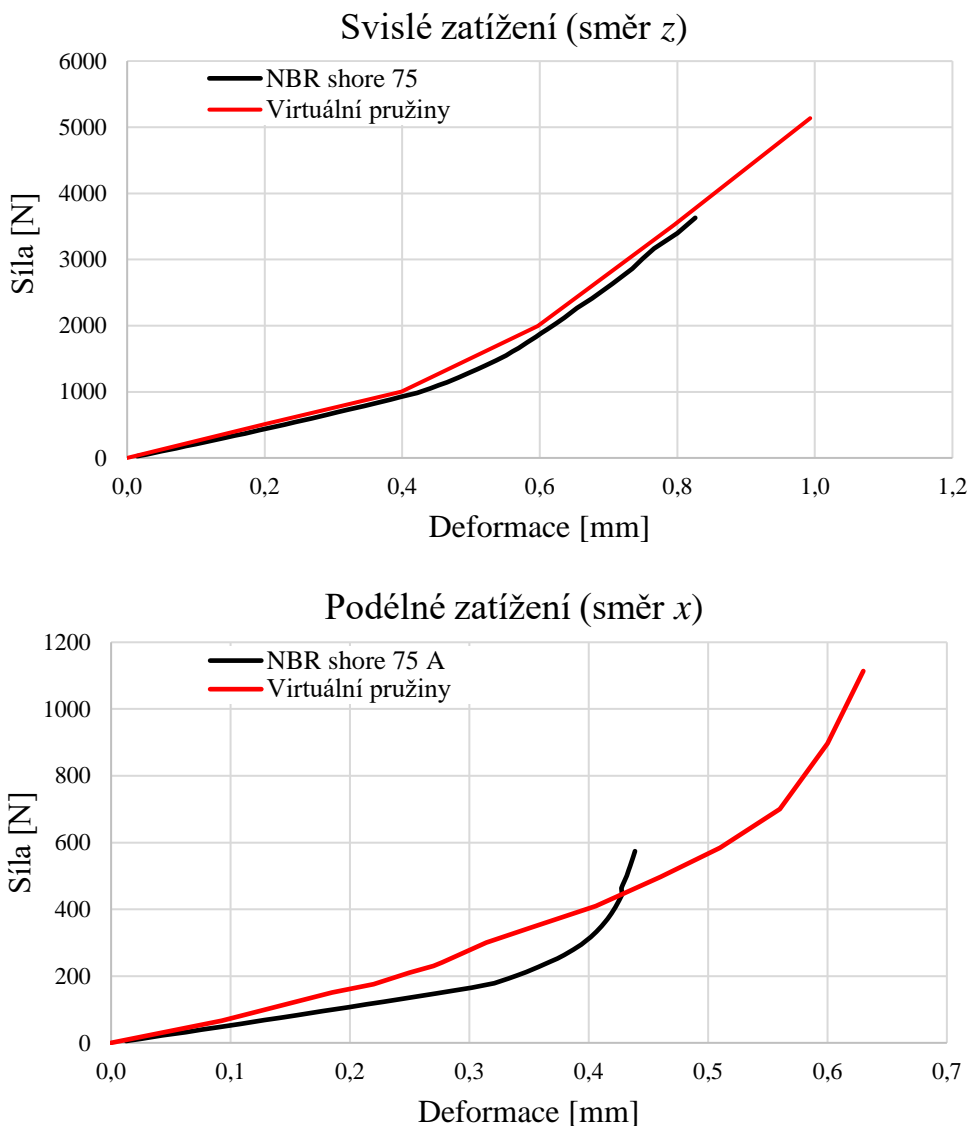 Svislé zatížení (směr z)
NBR shore 75
Virtuální pružiny
Síla [N]
6000
5000
4000
3000
2000
1000
0
0,0 0,2 0,4 0,6 0,8 1,0 1,2
Deformace [mm]
Podélné zatížení (směr x)
NBR shore 75 A
Virtuální pružiny
Síla [N]
1200
1000
800
600
400
200
0
0,0 0,1 0,2 0,3 0,4 0,5 0,6 0,7
Deformace [mm]